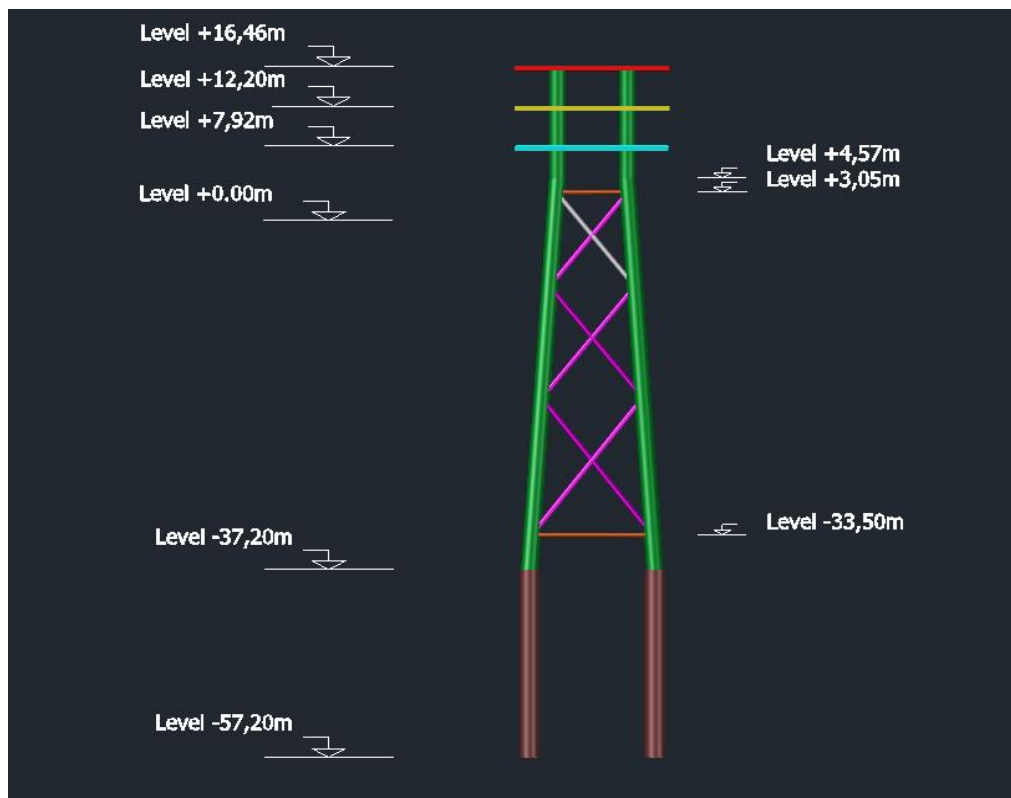 Level +16,46m
Level +12,20m
Level +7,92m
Level +4,57m
Level +3,05m
Level +0.00m
Level -33,50m
Level -37,20m
Level -57,20m